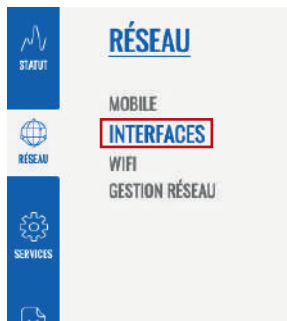 STATUT
RÉSEAU
SERVICES
RÉSEAU
MOBILE
INTERFACES
WIFI
GESTION RÉSEAU